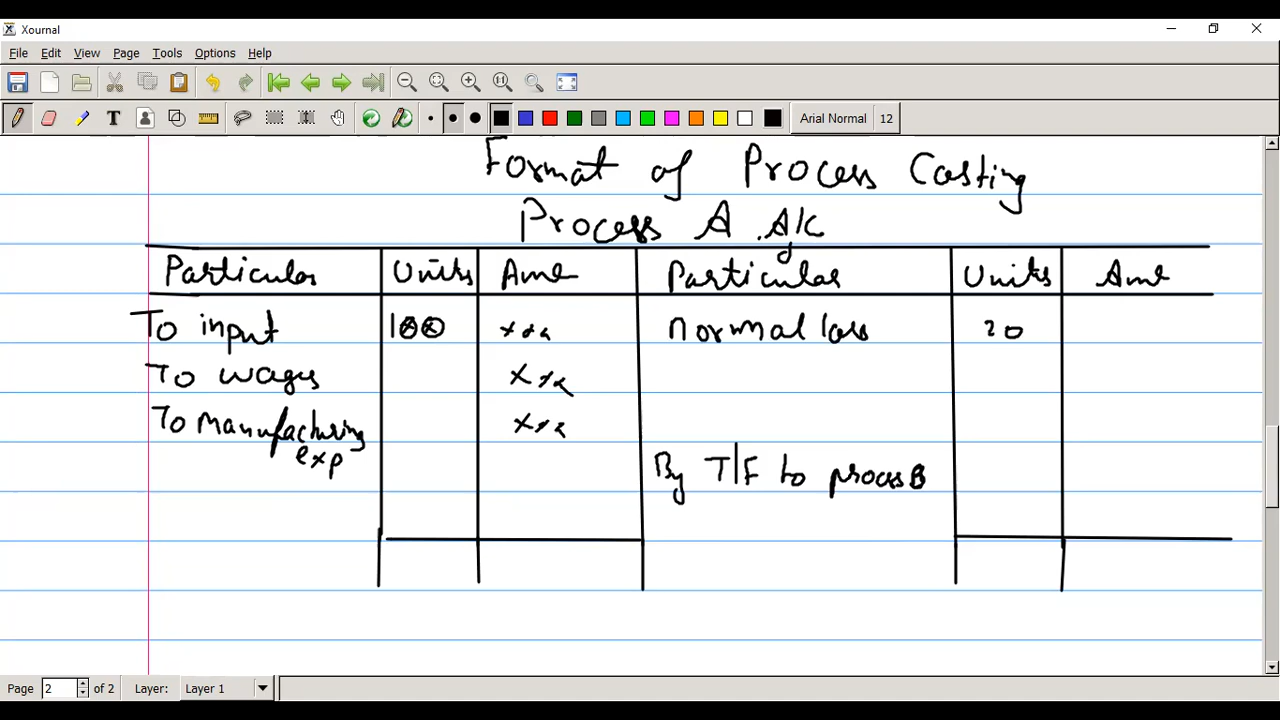 Xournal
File Edit View Page Tools Options Help
Arial Normal 12
Format of Process Costing
Process A A/c
Particulars Units Amt Particulars Units Amt
To input 100 xxx normal loss 20
To wages xxx
To Manufacturing exp xxx
By T/F to process B
Page 2 of 2 Layer: Layer 1